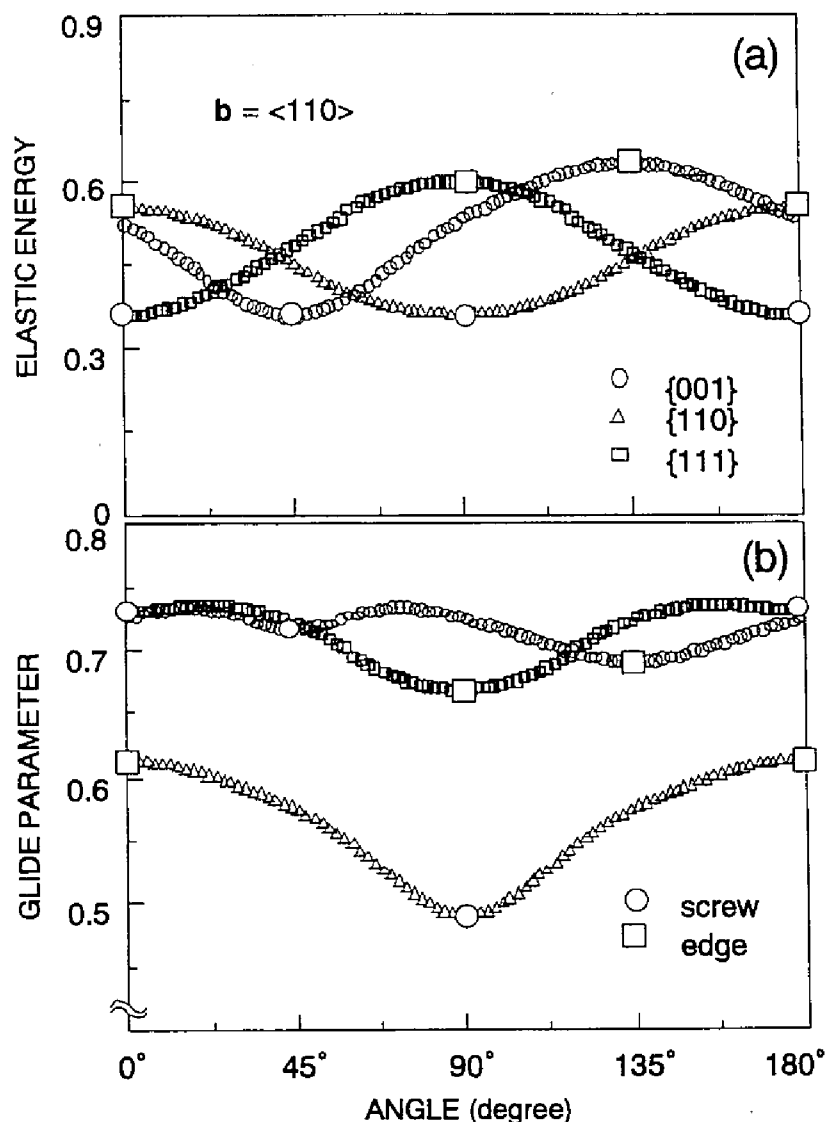 0.9
(a)
b = <110>
0.6
ELASTIC ENERGY
0.3
{001}
{110}
{111}
0
0.8
(b)
0.7
GLIDE PARAMETER
0.6
0.5
screw
edge
0° 45° 90° 135° 180°
ANGLE (degree)